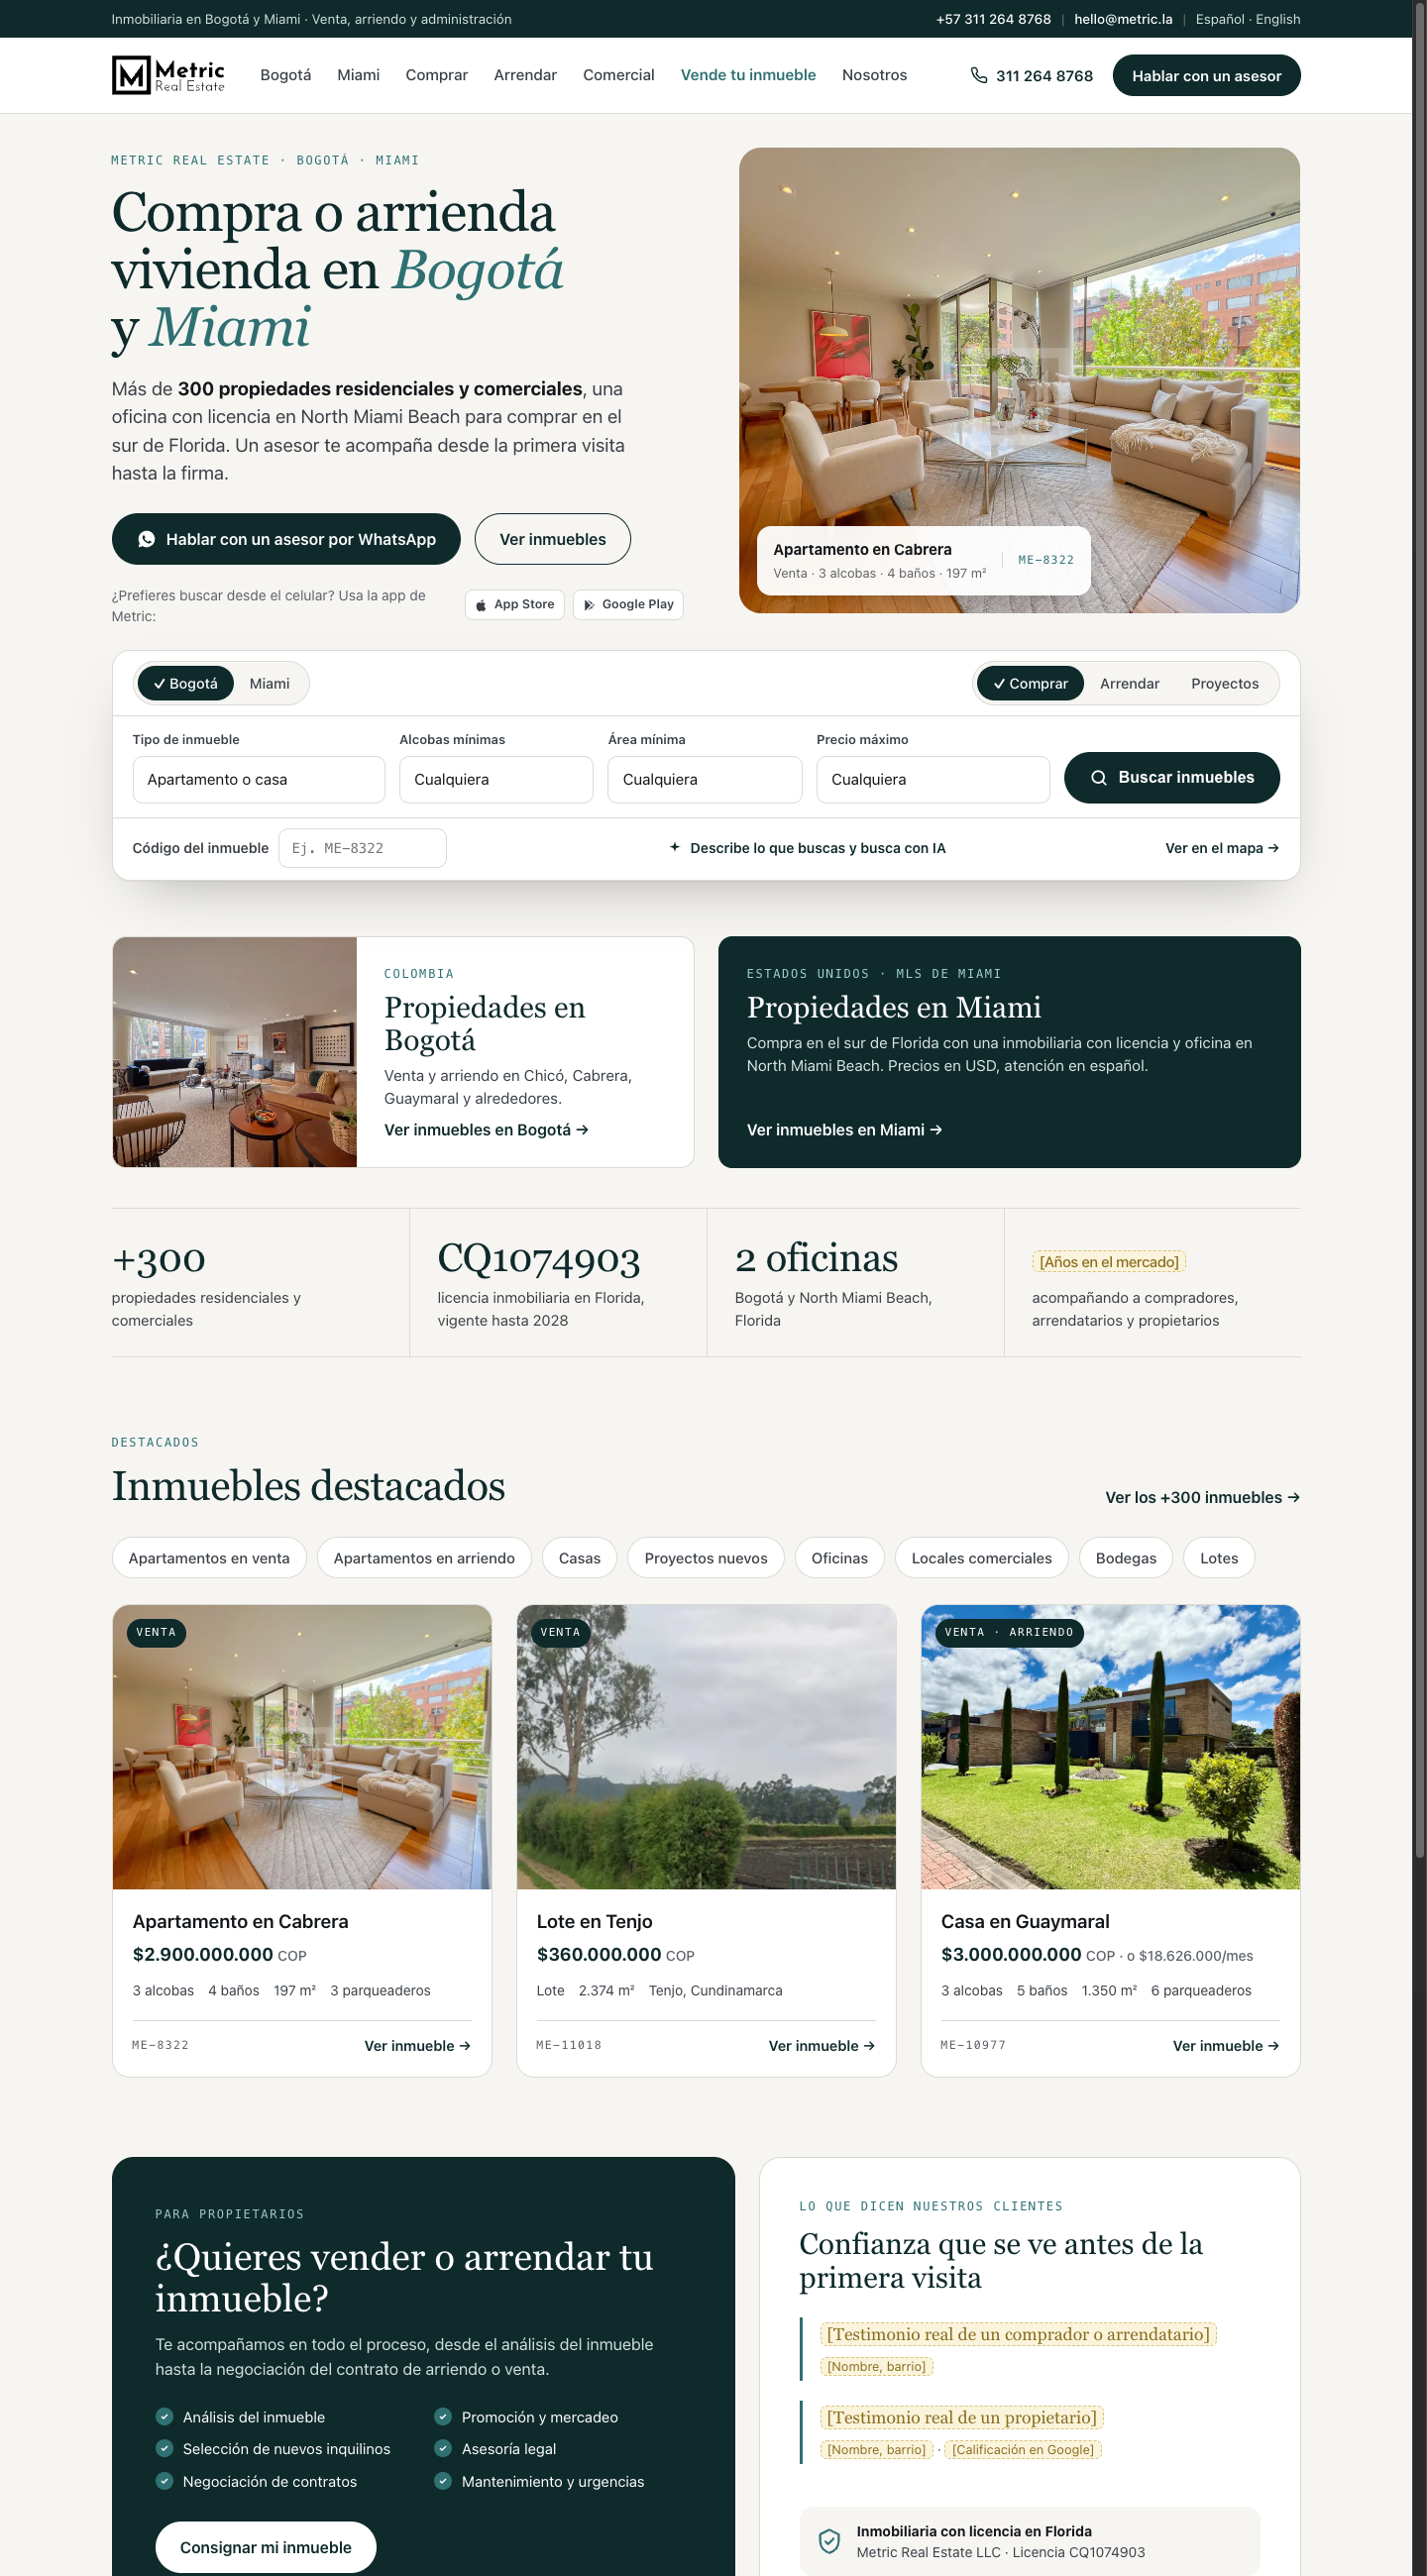 Inmobiliaria en Bogotá y Miami · Venta, arriendo y administración
+57 311 264 8768 | hello@metric.la | Español · English
M Metric
Real Estate
Bogotá Miami Comprar Arrendar Comercial Vende tu inmueble Nosotros
311 264 8768
Hablar con un asesor
METRIC REAL ESTATE · BOGOTÁ · MIAMI
Compra o arrienda
vivienda en Bogotá
y Miami
Más de 300 propiedades residenciales y comerciales, una
oficina con licencia en North Miami Beach para comprar en el
sur de Florida. Un asesor te acompaña desde la primera visita
hasta la firma.
Hablar con un asesor por WhatsApp
Ver inmuebles
¿Prefieres buscar desde el celular? Usa la app de
Metric:
App Store
Google Play
Apartamento en Cabrera
Venta · 3 alcobas · 4 baños · 197 m²
ME-8322
✓ Bogotá Miami
✓ Comprar Arrendar Proyectos
Tipo de inmueble Alcobas mínimas Área mínima Precio máximo
Apartamento o casa Cualquiera Cualquiera Cualquiera
Buscar inmuebles
Código del inmueble Ej. ME-8322
Describe lo que buscas y busca con IA
Ver en el mapa →
COLOMBIA
Propiedades en
Bogotá
Venta y arriendo en Chicó, Cabrera,
Guaymaral y alrededores.
Ver inmuebles en Bogotá →
ESTADOS UNIDOS · MLS DE MIAMI
Propiedades en Miami
Compra en el sur de Florida con una inmobiliaria con licencia y oficina en
North Miami Beach. Precios en USD, atención en español.
Ver inmuebles en Miami →
+300
propiedades residenciales y
comerciales
CQ1074903
licencia inmobiliaria en Florida,
vigente hasta 2028
2 oficinas
Bogotá y North Miami Beach,
Florida
[Años en el mercado]
acompañando a compradores,
arrendatarios y propietarios
DESTACADOS
Inmuebles destacados
Ver los +300 inmuebles →
Apartamentos en venta Apartamentos en arriendo Casas Proyectos nuevos Oficinas Locales comerciales Bodegas Lotes
VENTA
Apartamento en Cabrera
$2.900.000.000 COP
3 alcobas 4 baños 197 m² 3 parqueaderos
ME-8322
Ver inmueble →
VENTA
Lote en Tenjo
$360.000.000 COP
Lote 2.374 m² Tenjo, Cundinamarca
ME-11018
Ver inmueble →
VENTA · ARRIENDO
Casa en Guaymaral
$3.000.000.000 COP · o $18.626.000/mes
3 alcobas 5 baños 1.350 m² 6 parqueaderos
ME-10977
Ver inmueble →
PARA PROPIETARIOS
¿Quieres vender o arrendar tu
inmueble?
Te acompañamos en todo el proceso, desde el análisis del inmueble
hasta la negociación del contrato de arriendo o venta.
Análisis del inmueble
Promoción y mercadeo
Selección de nuevos inquilinos
Asesoría legal
Negociación de contratos
Mantenimiento y urgencias
Consignar mi inmueble
LO QUE DICEN NUESTROS CLIENTES
Confianza que se ve antes de la
primera visita
[Testimonio real de un comprador o arrendatario]
[Nombre, barrio]
[Testimonio real de un propietario]
[Nombre, barrio] · [Calificación en Google]
Inmobiliaria con licencia en Florida
Metric Real Estate LLC · Licencia CQ1074903